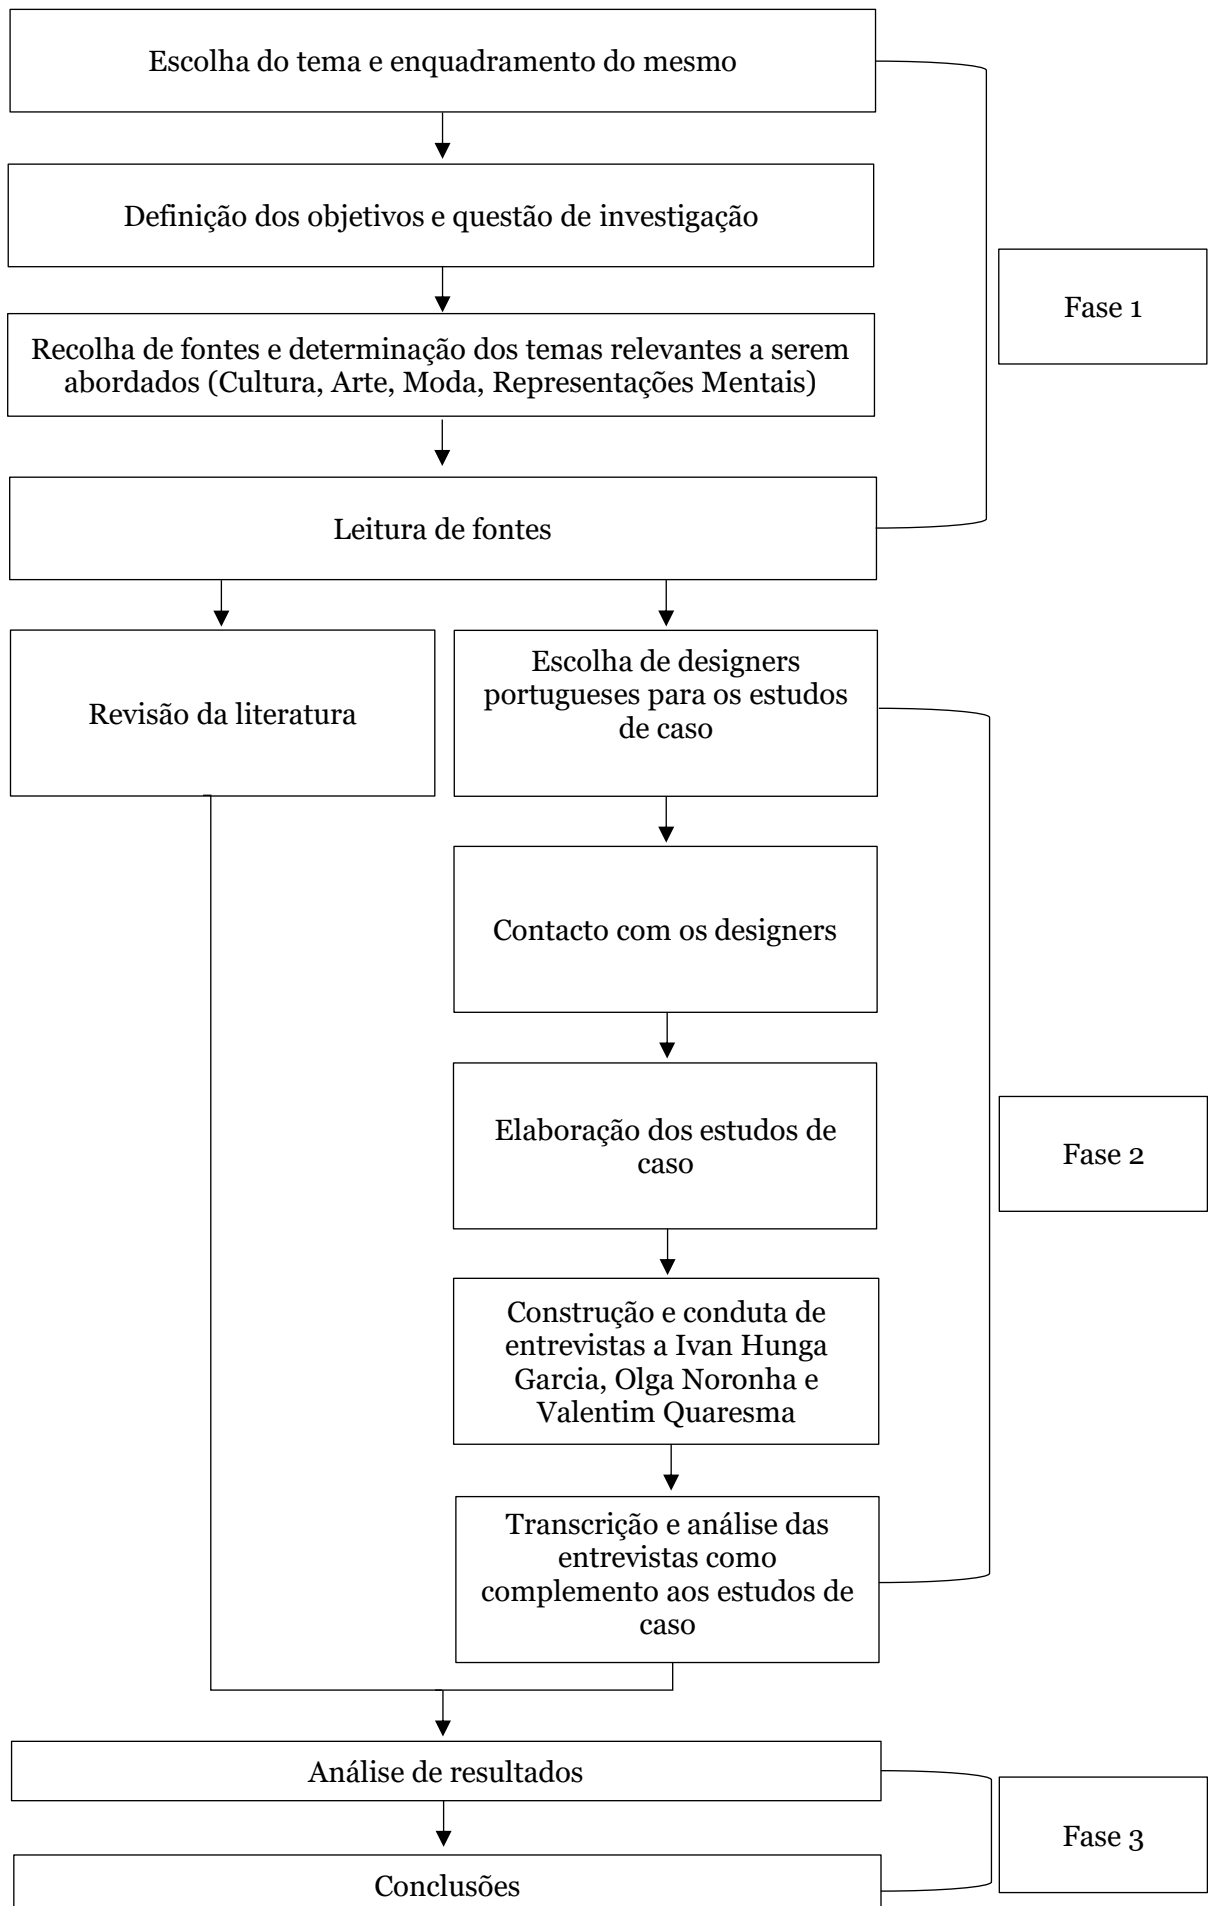 Escolha do tema e enquadramento do mesmo
Definição dos objetivos e questão de investigação
Fase 1
Recolha de fontes e determinação dos temas relevantes a serem
abordados (Cultura, Arte, Moda, Representações Mentais)
Leitura de fontes
Revisão da literatura
Escolha de designers
portugueses para os estudos
de caso
Contacto com os designers
Elaboração dos estudos de
caso
Fase 2
Construção e conduta de
entrevistas a Ivan Hunga
Garcia, Olga Noronha e
Valentim Quaresma
Transcrição e análise das
entrevistas como
complemento aos estudos de
caso
Análise de resultados
Fase 3
Conclusões